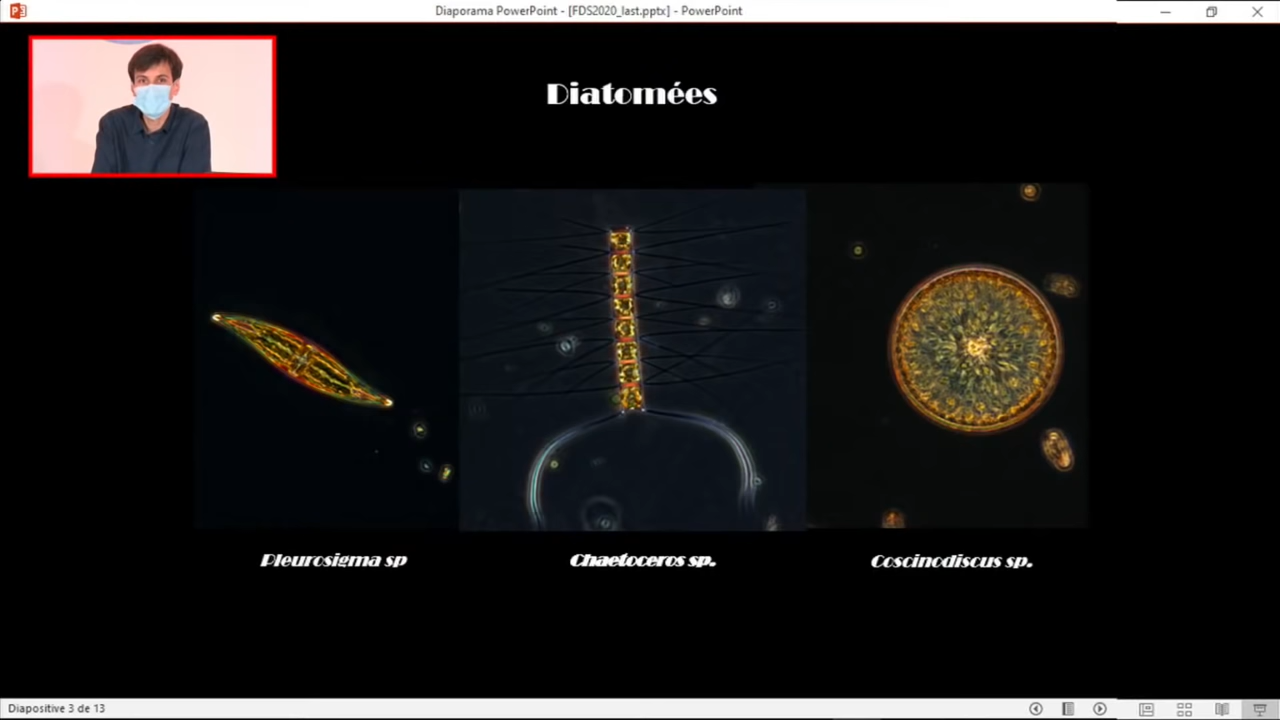 Diaporama PowerPoint - [FDS2020_last.pptx] - PowerPoint
Diatomées
Pleurosigma sp
Chaetoceros sp.
Coscinodiscus sp.
Diapositive 3 de 13